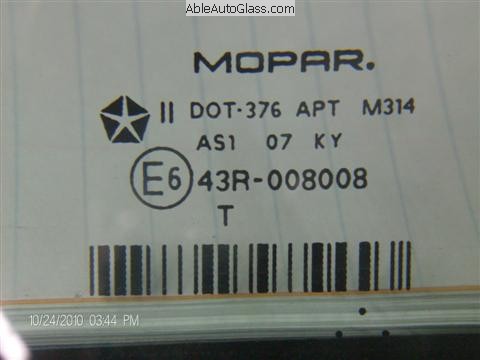 AbleAutoGlass.com
MOPAR.
II DOT-376 APT M314
AS1 07 KY
E6 43R-008008
T
10/24/2010 03:44 PM